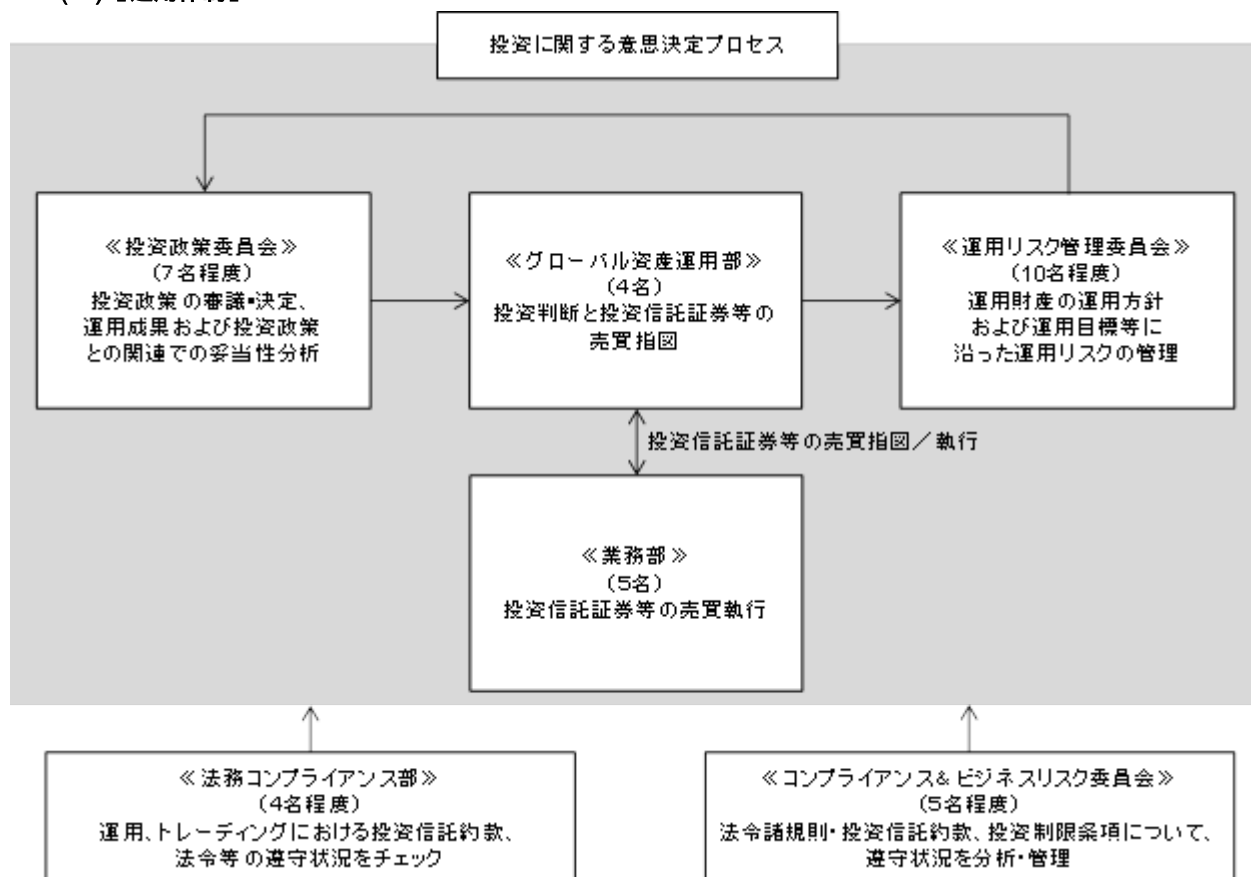 投資に関する意思決定プロセス
≪投資政策委員会≫
(7名程度)
投資政策の審議・決定、
運用成果および投資政策
との関連での妥当性分析
≪グローバル資産運用部≫
(4名)
投資判断と投資信託証券等の
売買指図
≪運用リスク管理委員会≫
(10名程度)
運用財産の運用方針
および運用目標等に
沿った運用リスクの管理
投資信託証券等の売買指図/執行
≪業務部≫
(5名)
投資信託証券等の売買執行
≪法務コンプライアンス部≫
(4名程度)
運用、トレーディングにおける投資信託約款、
法令等の遵守状況をチェック
≪コンプライアンス&ビジネスリスク委員会≫
(5名程度)
法令諸規則・投資信託約款、投資制限条項について、
遵守状況を分析・管理